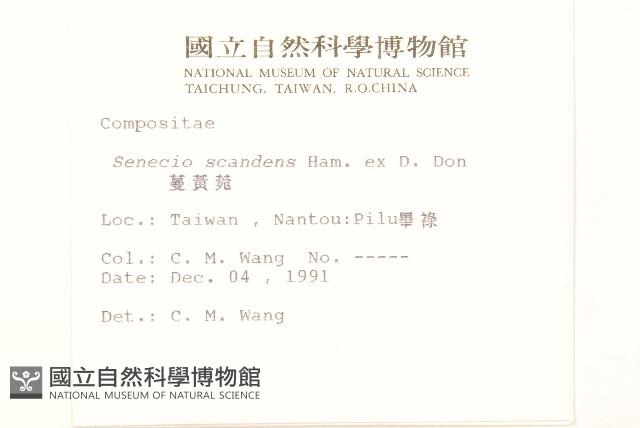 國立自然科學博物館
NATIONAL MUSEUM OF NATURAL SCIENCE
TAICHUNG, TAIWAN, R.O.CHINA
Compositae
Senecio scandens Ham. ex D. Don
蔓黃菀
Loc.: Taiwan , Nantou:Pilu畢祿
Col.: C. M. Wang No. -----
Date: Dec. 04 , 1991
Det.: C. M. Wang
國立自然科學博物館
NATIONAL MUSEUM OF NATURAL SCIENCE